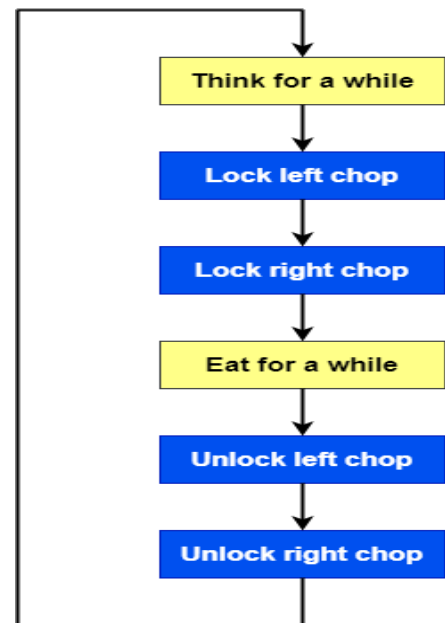 Think for a while
Lock left chop
Lock right chop
Eat for a while
Unlock left chop
Unlock right chop